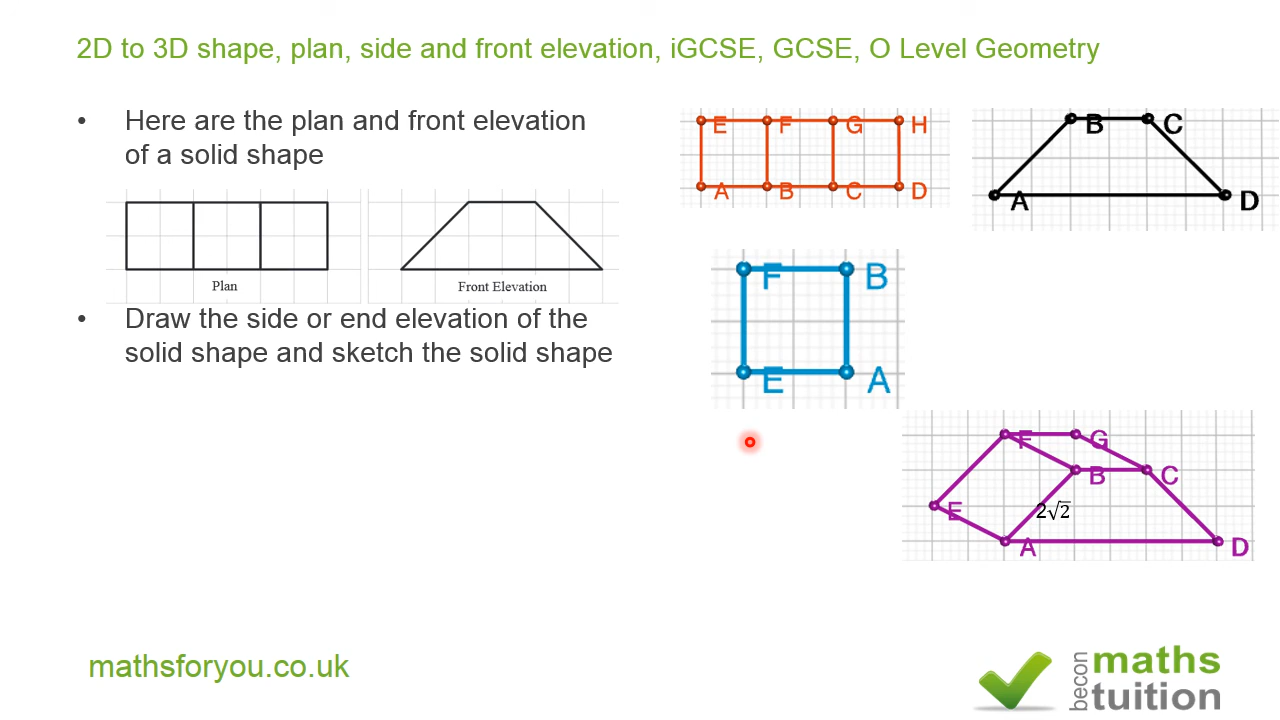 2D to 3D shape, plan, side and front elevation, iGCSE, GCSE, O Level Geometry
• Here are the plan and front elevation
of a solid shape
Plan
Front Elevation
• Draw the side or end elevation of the
solid shape and sketch the solid shape
E F G H
A B C D
B C
A D
F B
E A
F G
B C
E 2√2
A D
mathsforyou.co.uk
becon
maths
tuition